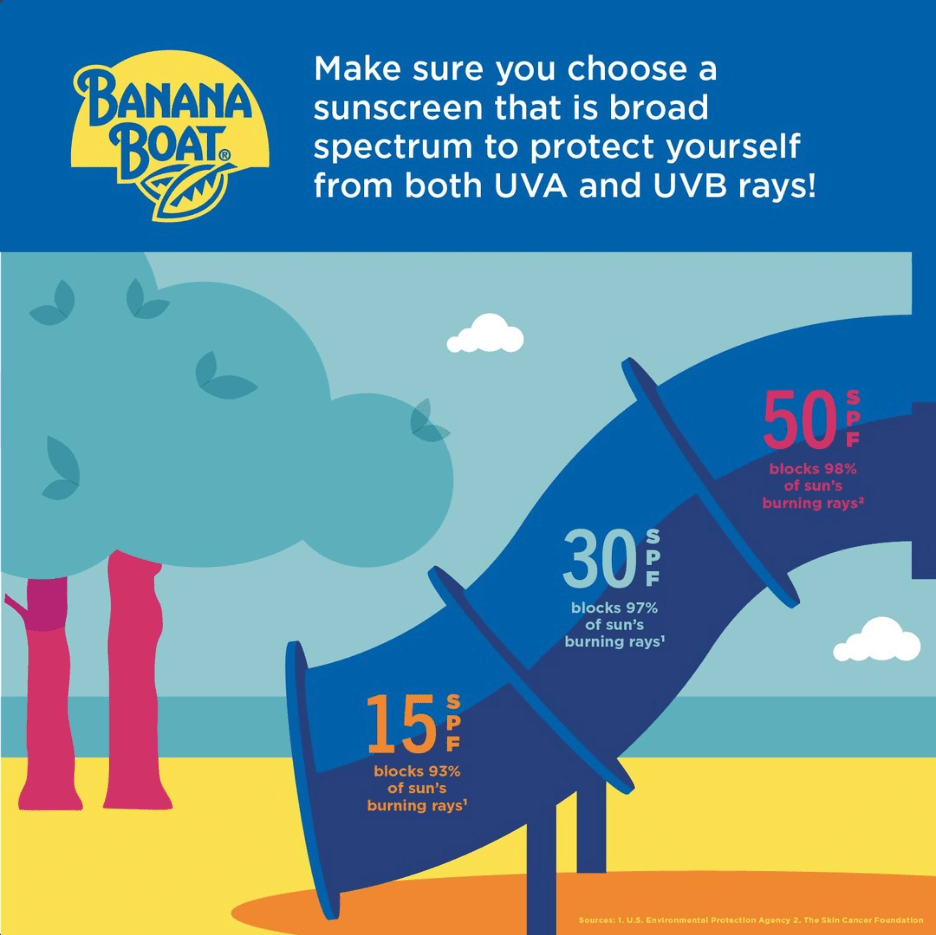 BANANA
BOAT®
Make sure you choose a
sunscreen that is broad
spectrum to protect yourself
from both UVA and UVB rays!
50 SPF
blocks 98%
of sun's
burning rays²
30 SPF
blocks 97%
of sun's
burning rays¹
15 SPF
blocks 93%
of sun's
burning rays¹
Sources: 1. U.S. Environmental Protection Agency 2. The Skin Cancer Foundation